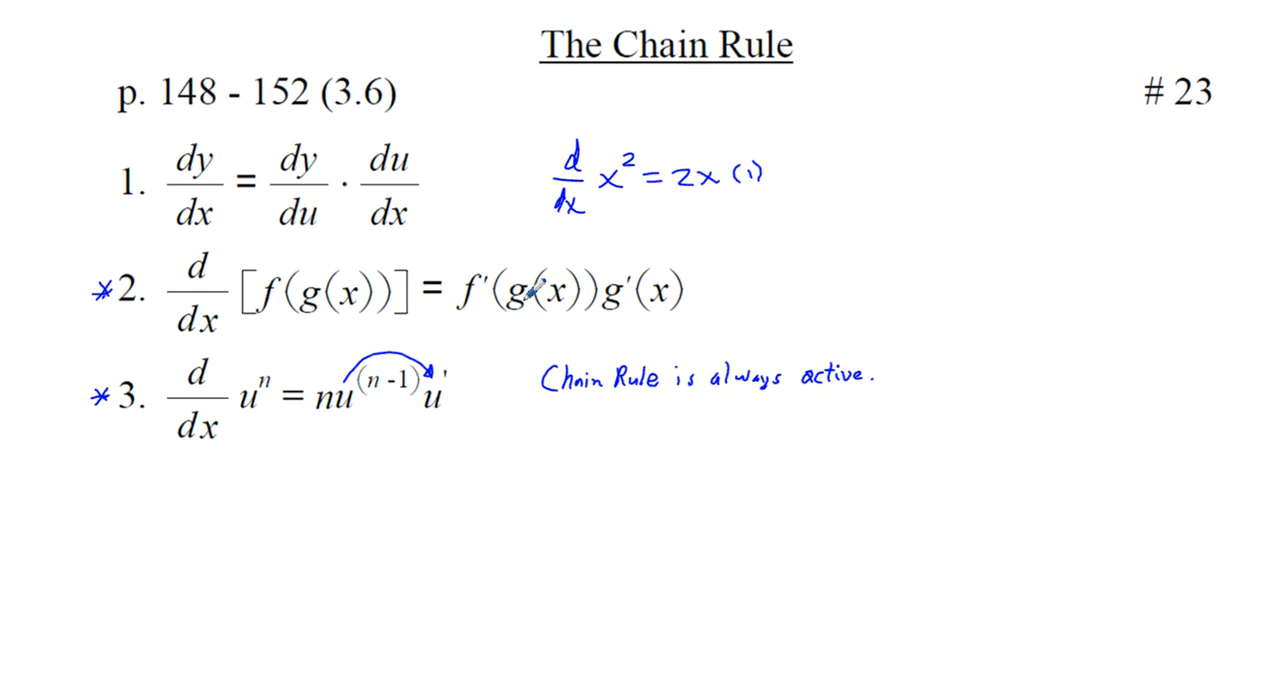 The Chain Rule
p. 148 - 152 (3.6) # 23
1. dy/dx = dy/du · du/dx d/dx x² = 2x (1)
*2. d/dx [f(g(x))] = f'(g(x))g'(x)
*3. d/dx uⁿ = nu⁽ⁿ ⁻¹⁾u' Chain Rule is always active.